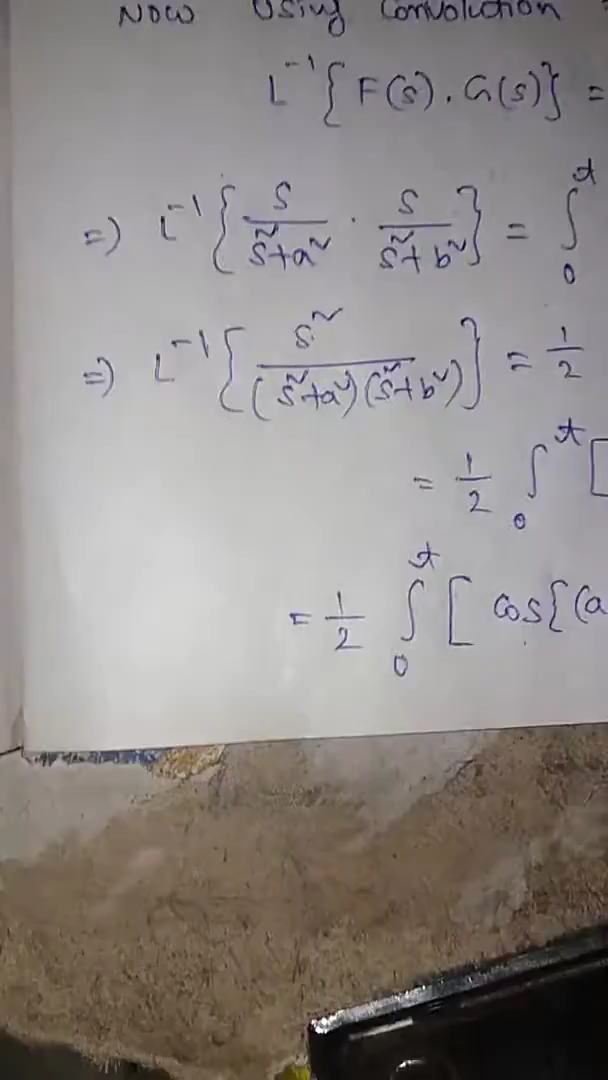 Now Using Convolution
L⁻¹{F(s).G(s)} =
=) L⁻¹{s/(s²+a²) . s/(s²+b²)} = ∫₀ᵗ
=) L⁻¹{s²/((s²+a²)(s²+b²))} = 1/2
= 1/2 ∫₀ᵗ [
= 1/2 ∫₀ᵗ [ cos{(a